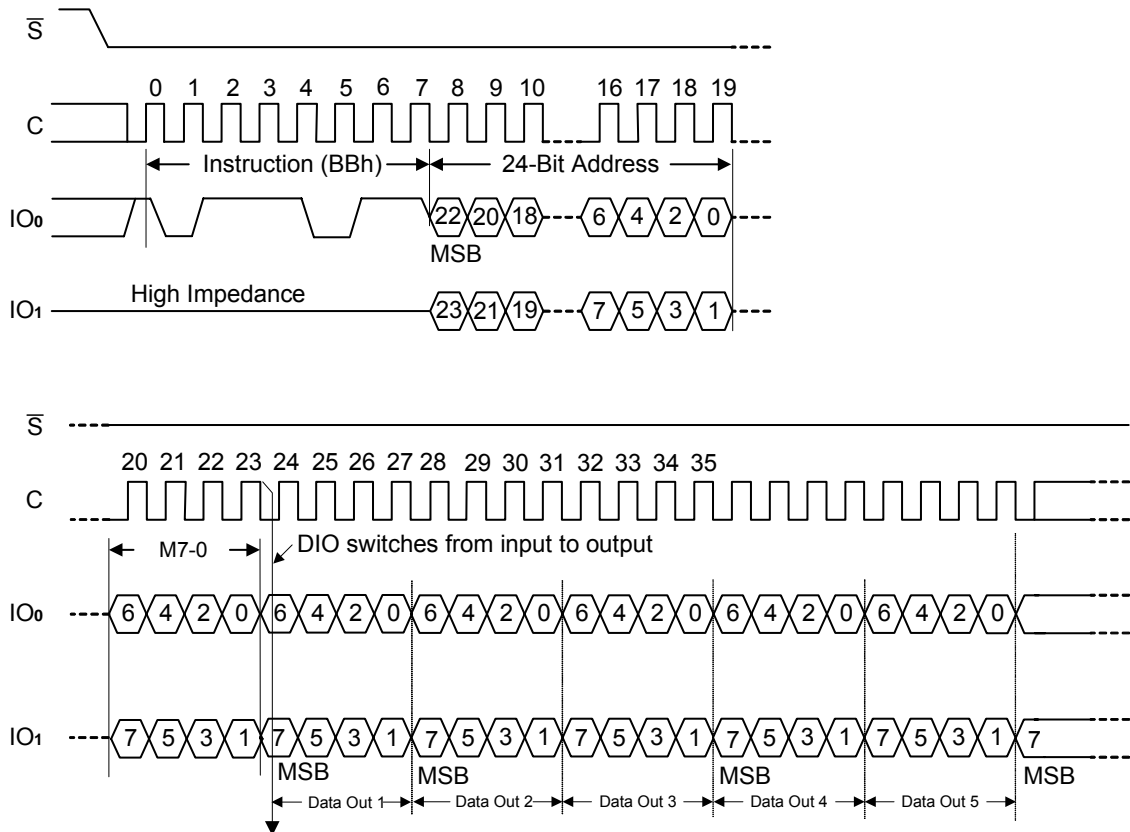 S
0 1 2 3 4 5 6 7 8 9 10 16 17 18 19
C
Instruction (BBh) 24-Bit Address
IO0 22 20 18 6 4 2 0
MSB
High Impedance
IO1 23 21 19 7 5 3 1
S
20 21 22 23 24 25 26 27 28 29 30 31 32 33 34 35
C
M7-0 DIO switches from input to output
IO0 6 4 2 0 6 4 2 0 6 4 2 0 6 4 2 0 6 4 2 0 6 4 2 0
IO1 7 5 3 1 7 5 3 1 7 5 3 1 7 5 3 1 7 5 3 1 7 5 3 1 7
MSB MSB MSB MSB
Data Out 1 Data Out 2 Data Out 3 Data Out 4 Data Out 5